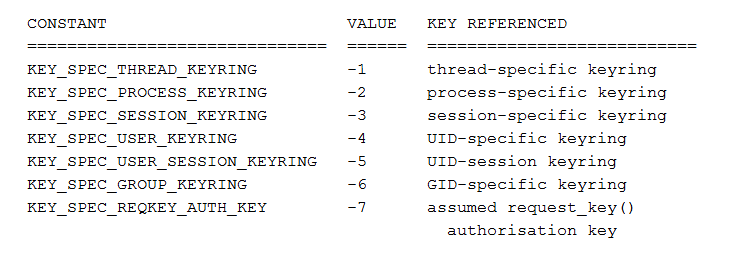 CONSTANT VALUE KEY REFERENCED
============================== ====== ===========================
KEY_SPEC_THREAD_KEYRING -1 thread-specific keyring
KEY_SPEC_PROCESS_KEYRING -2 process-specific keyring
KEY_SPEC_SESSION_KEYRING -3 session-specific keyring
KEY_SPEC_USER_KEYRING -4 UID-specific keyring
KEY_SPEC_USER_SESSION_KEYRING -5 UID-session keyring
KEY_SPEC_GROUP_KEYRING -6 GID-specific keyring
KEY_SPEC_REQKEY_AUTH_KEY -7 assumed request_key()
authorisation key